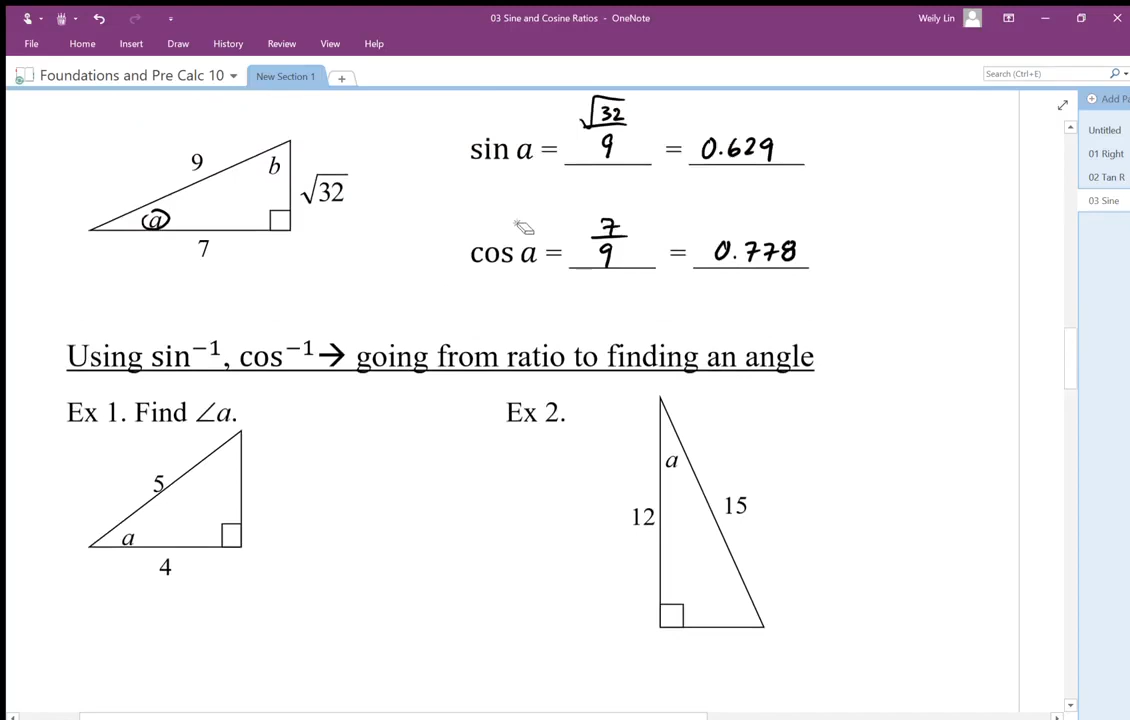 03 Sine and Cosine Ratios - OneNote
Weily Lin
File Home Insert Draw History Review View Help
Foundations and Pre Calc 10
New Section 1
Search (Ctrl+E)
Add Pa
Untitled
01 Right
02 Tan R
03 Sine
9
b
√32
a
7
sin a = √32/9 = 0.629
cos a = 7/9 = 0.778
Using sin⁻¹, cos⁻¹→ going from ratio to finding an angle
Ex 1. Find ∠a.
5
a
4
Ex 2.
a
12
15